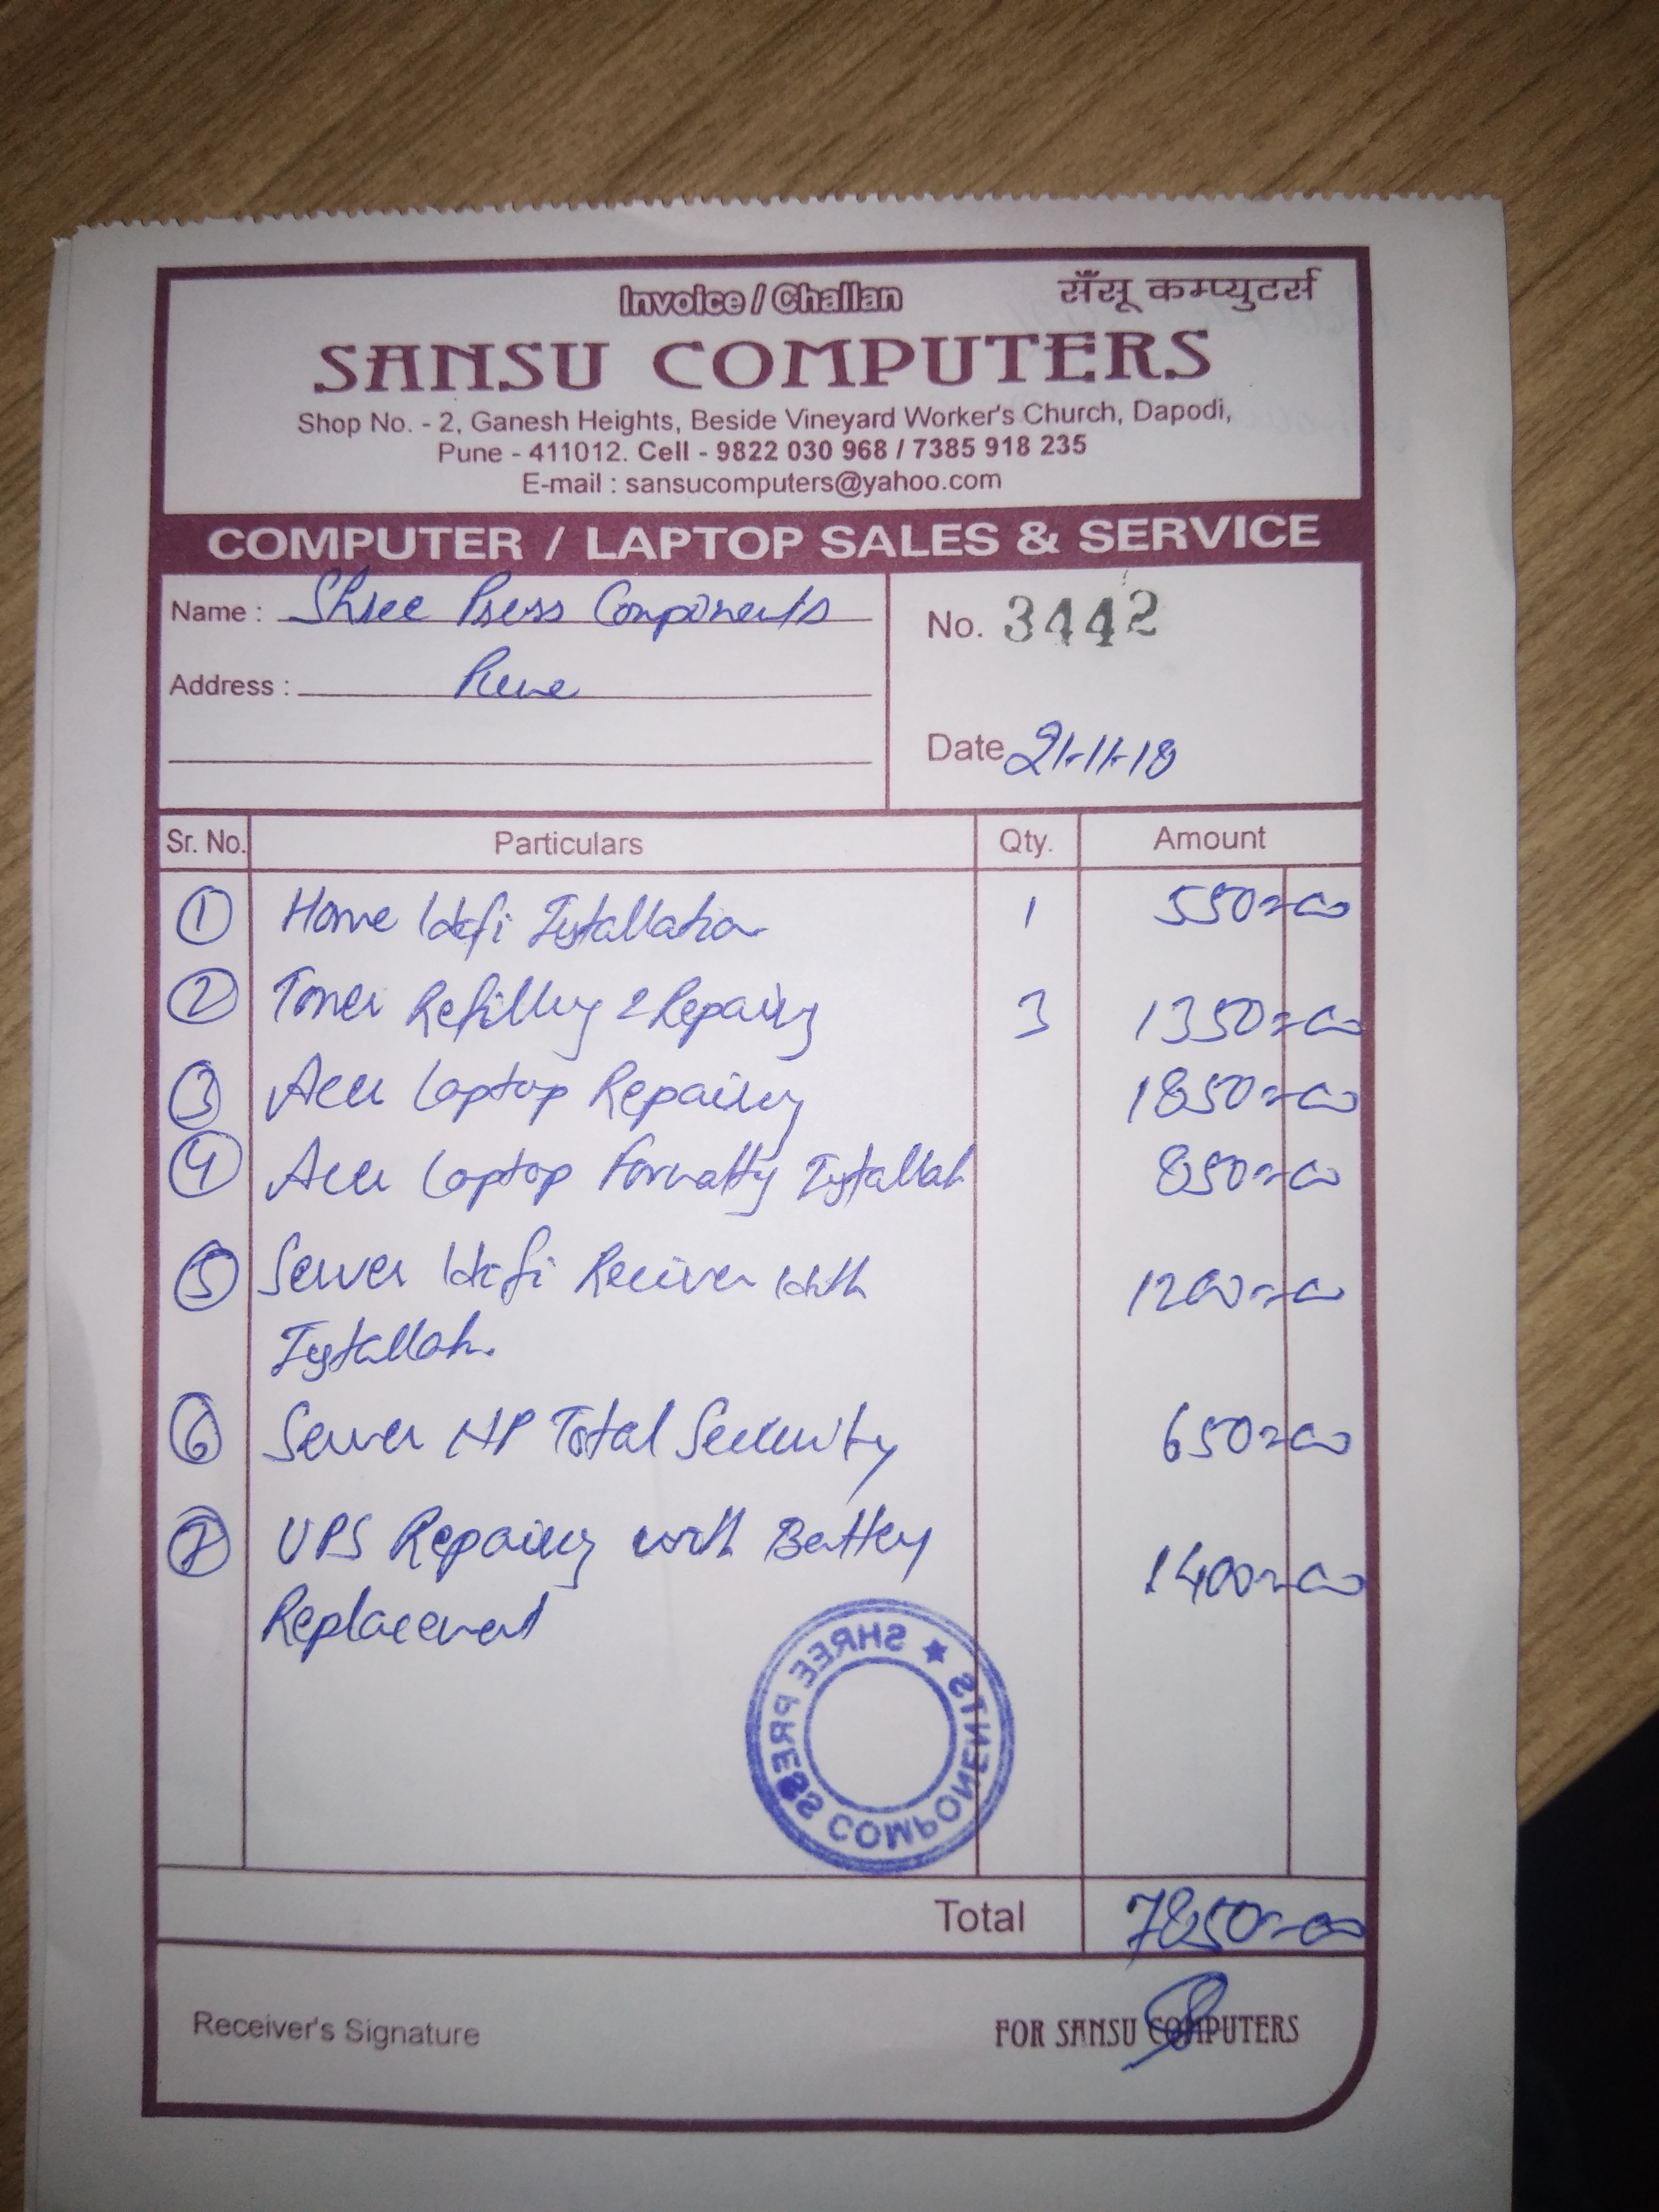 Invoice / Challan
सँसू कम्प्युटर्स
SANSU COMPUTERS
Shop No. - 2, Ganesh Heights, Beside Vineyard Worker's Church, Dapodi,
Pune - 411012. Cell - 9822 030 968 / 7385 918 235
E-mail : sansucomputers@yahoo.com
COMPUTER / LAPTOP SALES & SERVICE
Name : Shree Press Components
No. 3442
Address : Pune
Date 21-11-18
Sr. No. Particulars Qty. Amount
1 Home Wifi Installation 1 550=00
2 Toner Refilling & Repairing 3 1350=00
3 Acer Laptop Repairing 1850=00
4 Acer Laptop Formatting Installat 850=00
5 Server Wifi Reciver With 1200=00
Installat.
6 Server NP Total Security 650=00
7 UPS Repairing with Battery 1400=00
Replacement
SHREE PRESS COMPONENTS
Total 7850=00
Receiver's Signature
FOR SANSU COMPUTERS